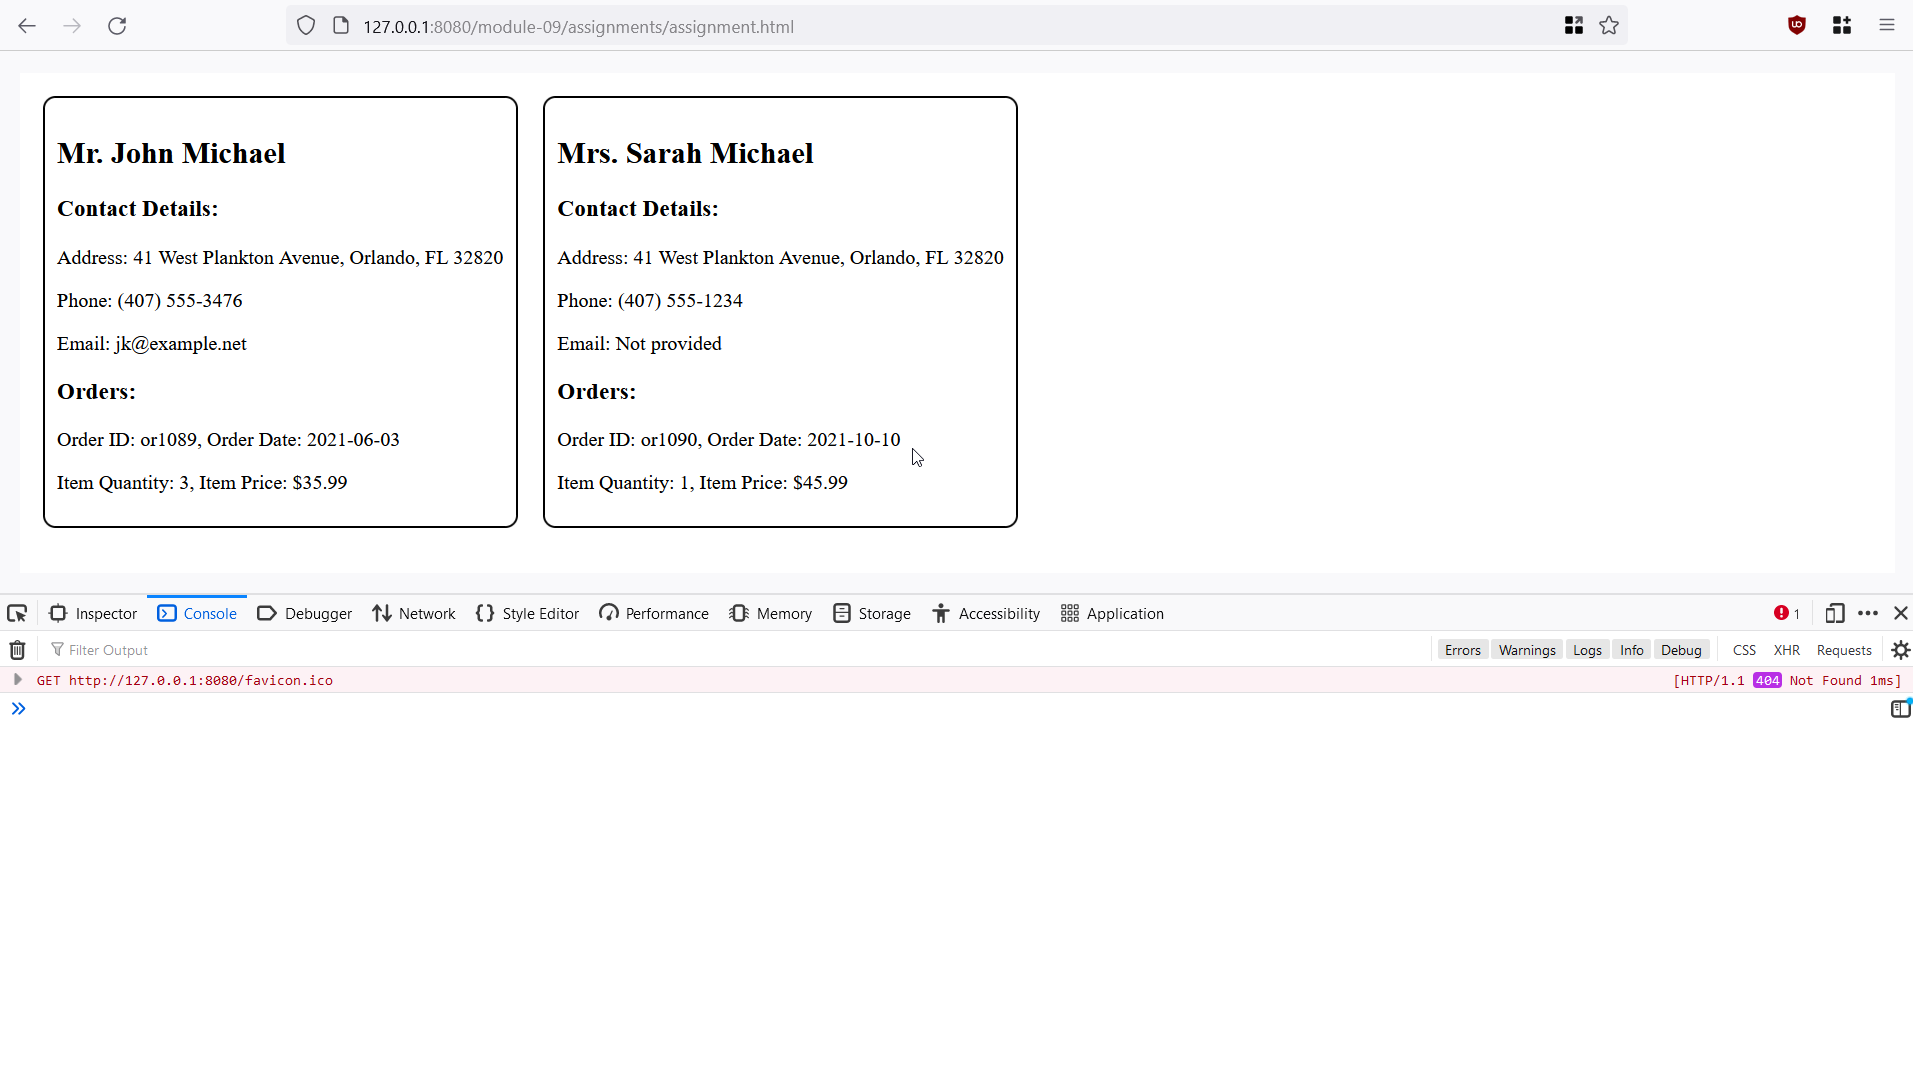 127.0.0.1:8080/module-09/assignments/assignment.html
Mr. John Michael
Contact Details:
Address: 41 West Plankton Avenue, Orlando, FL 32820
Phone: (407) 555-3476
Email: jk@example.net
Orders:
Order ID: or1089, Order Date: 2021-06-03
Item Quantity: 3, Item Price: $35.99
Mrs. Sarah Michael
Contact Details:
Address: 41 West Plankton Avenue, Orlando, FL 32820
Phone: (407) 555-1234
Email: Not provided
Orders:
Order ID: or1090, Order Date: 2021-10-10
Item Quantity: 1, Item Price: $45.99
Inspector Console Debugger Network Style Editor Performance Memory Storage Accessibility Application 1
Filter Output Errors Warnings Logs Info Debug CSS XHR Requests
GET http://127.0.0.1:8080/favicon.ico [HTTP/1.1 404 Not Found 1ms]